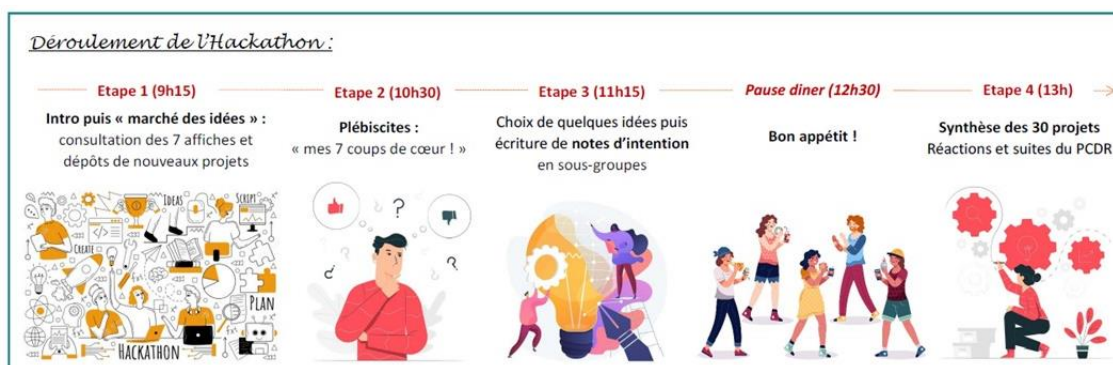 Déroulement de l'Hackathon :
Etape 1 (9h15)
Intro puis « marché des idées » :
consultation des 7 affiches et
dépôts de nouveaux projets
Etape 2 (10h30)
Plébiscites :
« mes 7 coups de cœur ! »
Etape 3 (11h15)
Choix de quelques idées puis
écriture de notes d'intention
en sous-groupes
Pause diner (12h30)
Bon appétit !
Etape 4 (13h)
Synthèse des 30 projets
Réactions et suites du PCDR
IDEAS
SCRIPT
CREATE
PLAN
HACKATHON